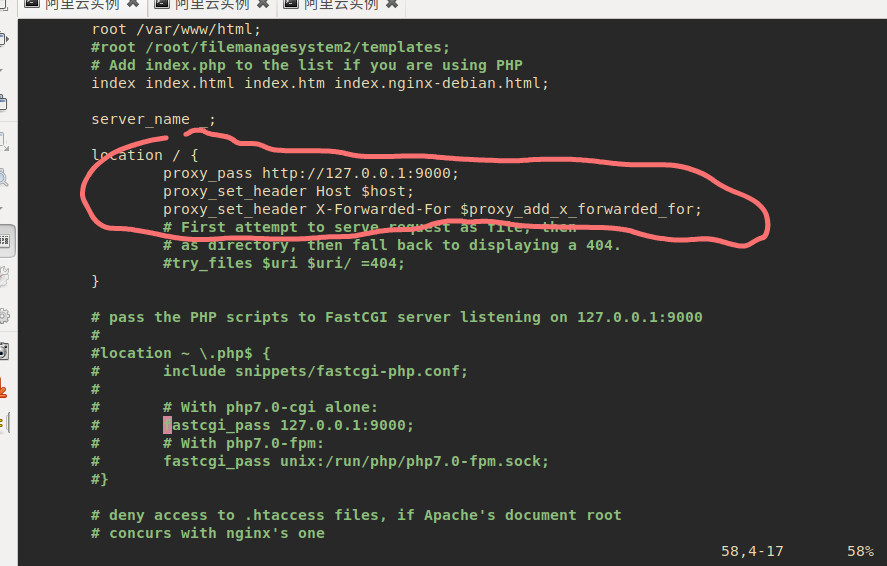 阿里云实例 阿里云实例 阿里云实例
root /var/www/html;
#root /root/filemanagesystem2/templates;
# Add index.php to the list if you are using PHP
index index.html index.htm index.nginx-debian.html;
server_name _;
location / {
proxy_pass http://127.0.0.1:9000;
proxy_set_header Host $host;
proxy_set_header X-Forwarded-For $proxy_add_x_forwarded_for;
# First attempt to serve request as file, then
# as directory, then fall back to displaying a 404.
#try_files $uri $uri/ =404;
}
# pass the PHP scripts to FastCGI server listening on 127.0.0.1:9000
#
#location ~ \.php$ {
# include snippets/fastcgi-php.conf;
#
# # With php7.0-cgi alone:
# fastcgi_pass 127.0.0.1:9000;
# # With php7.0-fpm:
# fastcgi_pass unix:/run/php/php7.0-fpm.sock;
#}
# deny access to .htaccess files, if Apache's document root
# concurs with nginx's one
58,4-17 58%